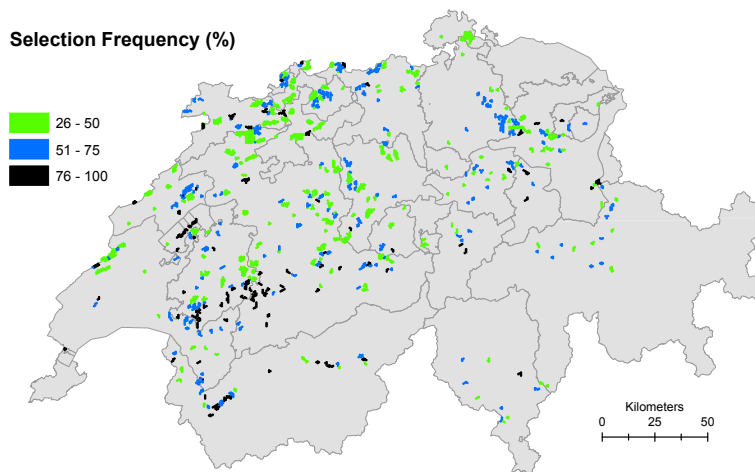 Selection Frequency (%)
26 - 50
51 - 75
76 - 100
Kilometers
0 25 50